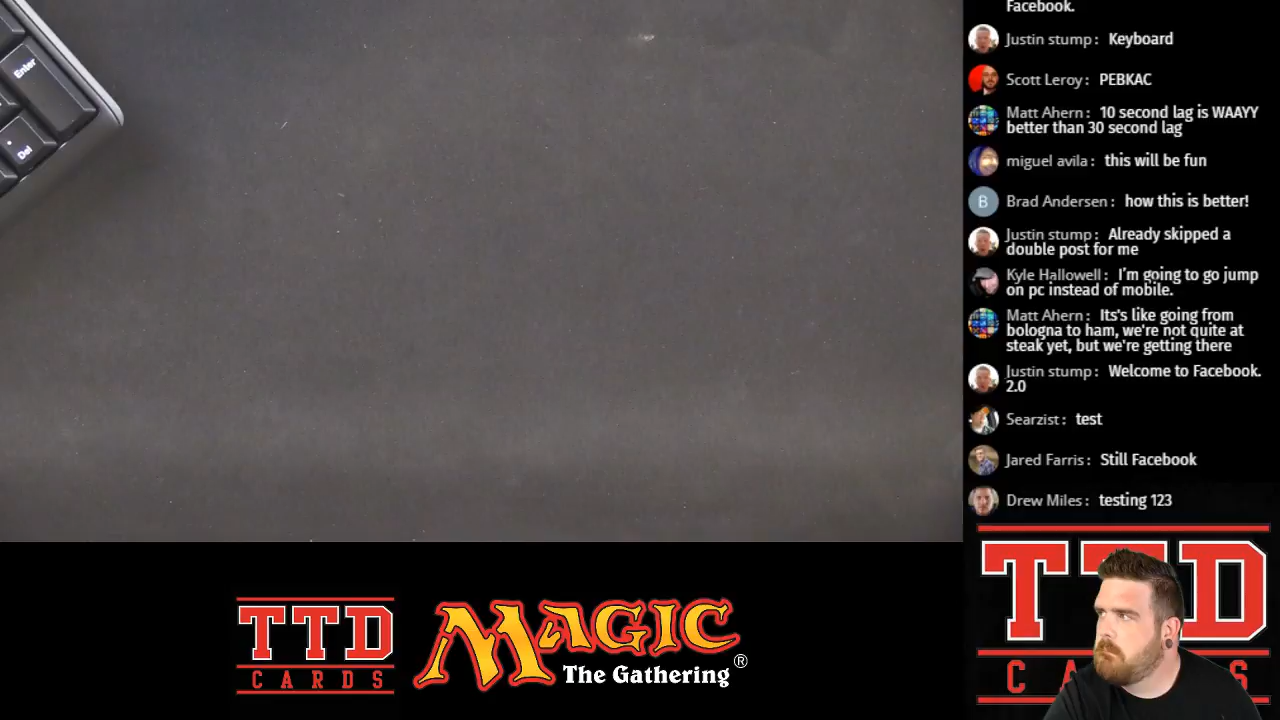 Facebook.
Justin stump : Keyboard
Scott Leroy : PEBKAC
Matt Ahern : 10 second lag is WAAYY
better than 30 second lag
miguel avila : this will be fun
B Brad Andersen : how this is better!
Justin stump : Already skipped a
double post for me
Kyle Hallowell : I'm going to go jump
on pc instead of mobile.
Matt Ahern : Its's like going from
bologna to ham, we're not quite at
steak yet, but we're getting there
Justin stump : Welcome to Facebook.
2.0
Searzist : test
Jared Farris : Still Facebook
Drew Miles : testing 123
Enter
Del
TTD
CARDS
MAGIC
The Gathering®
TTD
C A S